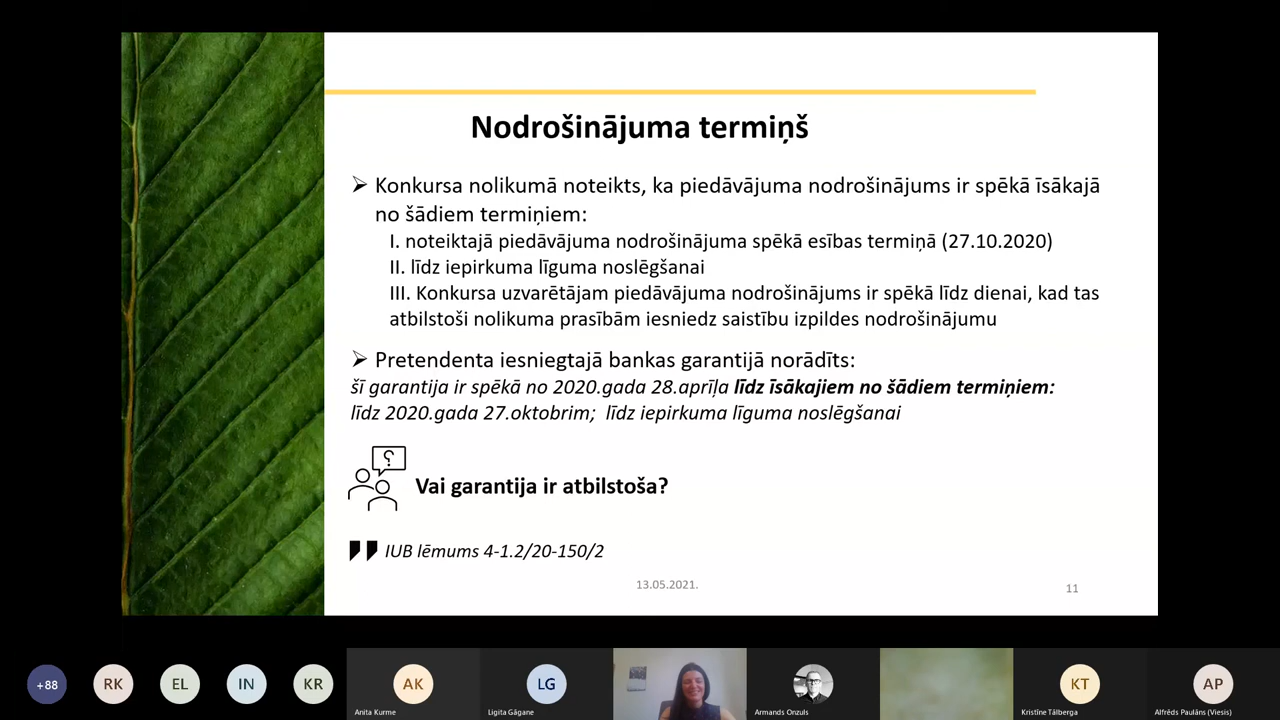 Nodrošinājuma termiņš
➢ Konkursa nolikumā noteikts, ka piedāvājuma nodrošinājums ir spēkā īsākajā
no šādiem termiņiem:
I. noteiktajā piedāvājuma nodrošinājuma spēkā esības termiņā (27.10.2020)
II. līdz iepirkuma līguma noslēgšanai
III. Konkursa uzvarētājam piedāvājuma nodrošinājums ir spēkā līdz dienai, kad tas
atbilstoši nolikuma prasībām iesniedz saistību izpildes nodrošinājumu
➢ Pretendenta iesniegtajā bankas garantijā norādīts:
šī garantija ir spēkā no 2020.gada 28.aprīļa līdz īsākajiem no šādiem termiņiem:
līdz 2020.gada 27.oktobrim; līdz iepirkuma līguma noslēgšanai
?
Vai garantija ir atbilstoša?
IUB lēmums 4-1.2/20-150/2
13.05.2021.
11
+88
RK
EL
IN
KR
AK
LG
KT
AP
Anita Kurme
Ligita Gāgane
Armands Onzuls
Kristīne Tālberga
Alfrēds Paulāns (Viesis)